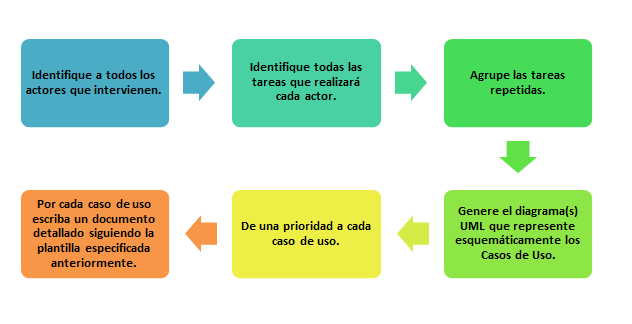 Identifique a todos los
actores que intervienen.
Identifique todas las
tareas que realizará
cada actor.
Agrupe las tareas
repetidas.
Genere el diagrama(s)
UML que represente
esquemáticamente los
Casos de Uso.
De una prioridad a cada
caso de uso.
Por cada caso de uso
escriba un documento
detallado siguiendo la
plantilla especificada
anteriormente.